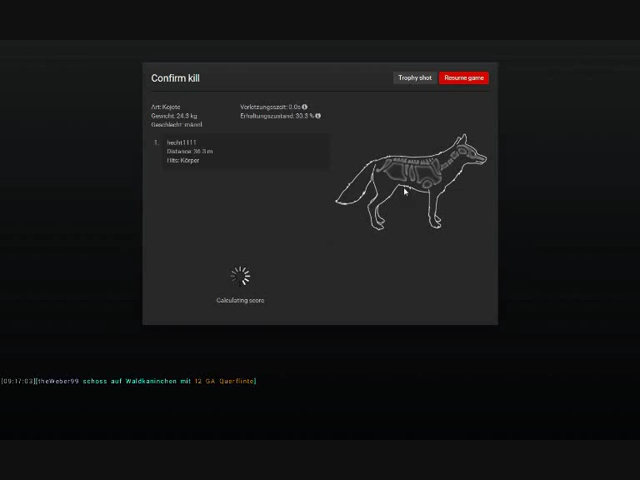 Confirm kill
Trophy shot
Resume game
Art: Kojote
Gewicht: 24,3 kg
Geschlecht: männl.
Verletzungszeit: 0.0s
Erhaltungszustand: 30.3 %
1. hecht1111
Distance: 36.3 m
Hits: Körper
Calculating score
[09:17:03][theWeber99 schoss auf Waldkaninchen mit 12 GA Querflinte]